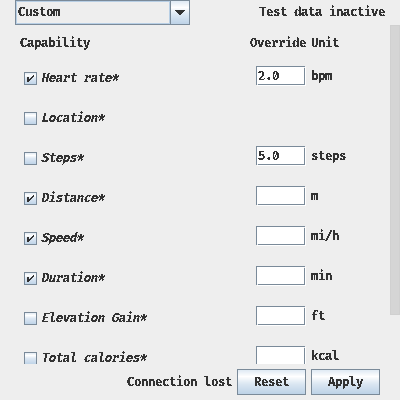 Custom Test data inactive
Capability Override Unit
Heart rate* 2.0 bpm
Location*
Steps* 5.0 steps
Distance* m
Speed* mi/h
Duration* min
Elevation Gain* ft
Total calories* kcal
Connection lost Reset Apply